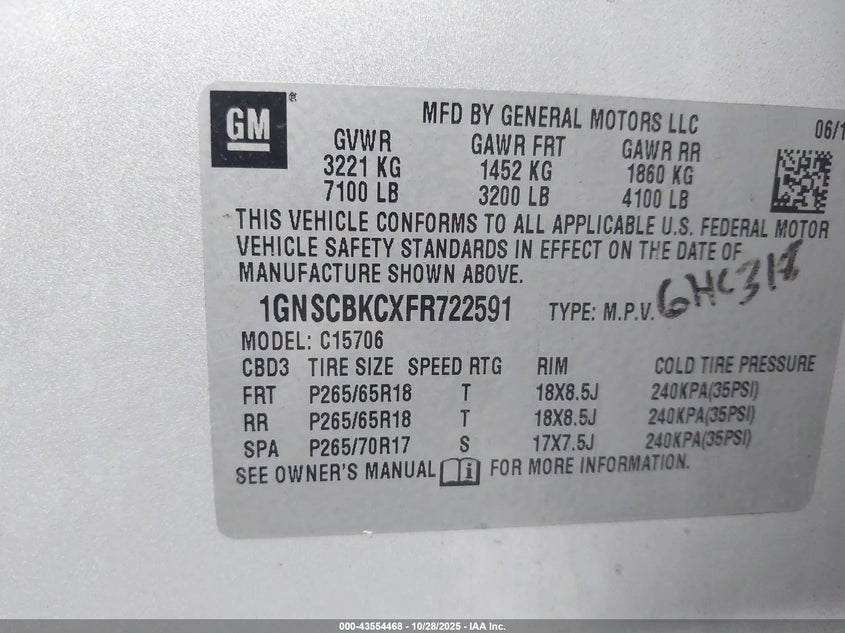 GM®
MFD BY GENERAL MOTORS LLC
06/1
GVWR GAWR FRT GAWR RR
3221 KG 1452 KG 1860 KG
7100 LB 3200 LB 4100 LB
THIS VEHICLE CONFORMS TO ALL APPLICABLE U.S. FEDERAL MOTOR
VEHICLE SAFETY STANDARDS IN EFFECT ON THE DATE OF
MANUFACTURE SHOWN ABOVE.
1GNSCBKCXFR722591 TYPE: M.P.V.
MODEL: C15706
CBD3 TIRE SIZE SPEED RTG RIM COLD TIRE PRESSURE
FRT P265/65R18 T 18X8.5J 240KPA(35PSI)
RR P265/65R18 T 18X8.5J 240KPA(35PSI)
SPA P265/70R17 S 17X7.5J 240KPA(35PSI)
SEE OWNER'S MANUAL FOR MORE INFORMATION.
000-43554468 - 10/28/2025 - IAA Inc.